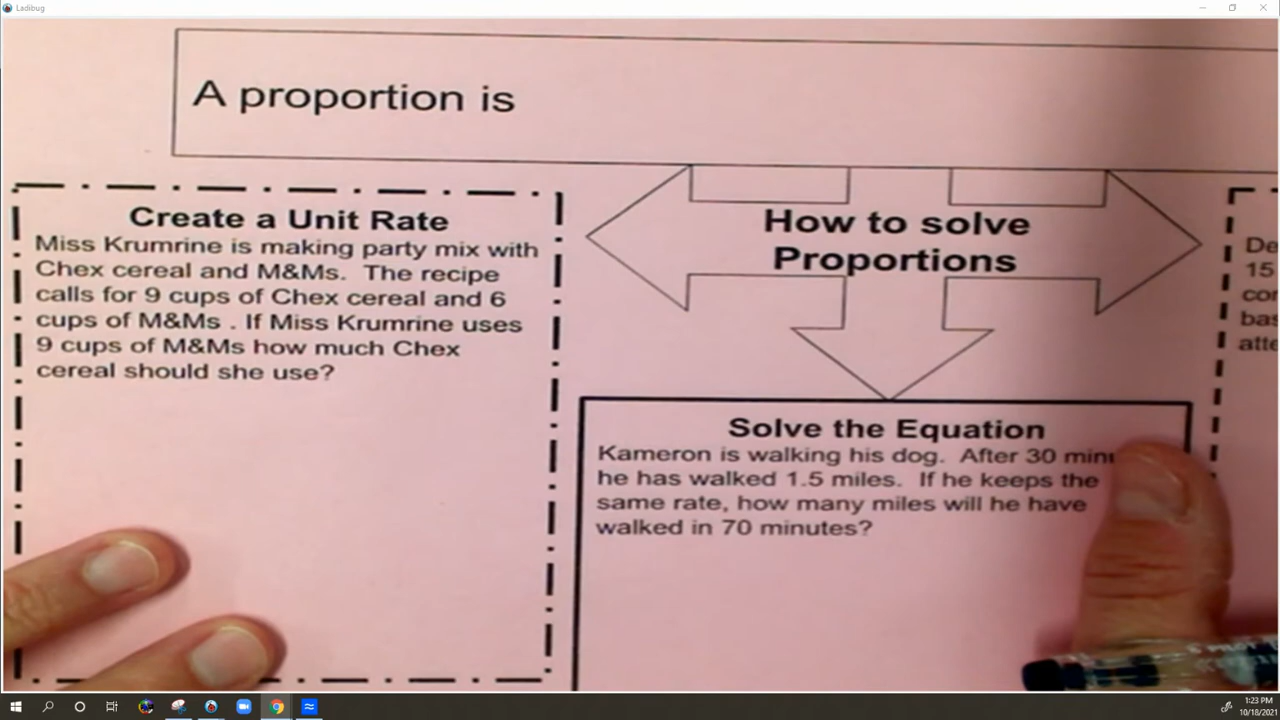 Ladibug
A proportion is
Create a Unit Rate
Miss Krumrine is making party mix with
Chex cereal and M&Ms. The recipe
calls for 9 cups of Chex cereal and 6
cups of M&Ms . If Miss Krumrine uses
9 cups of M&Ms how much Chex
cereal should she use?
How to solve
Proportions
Solve the Equation
Kameron is walking his dog. After 30
he has walked 1.5 miles. If he keeps the
same rate, how many miles will he have
walked in 70 minutes?
15
1:23 PM
10/18/2021